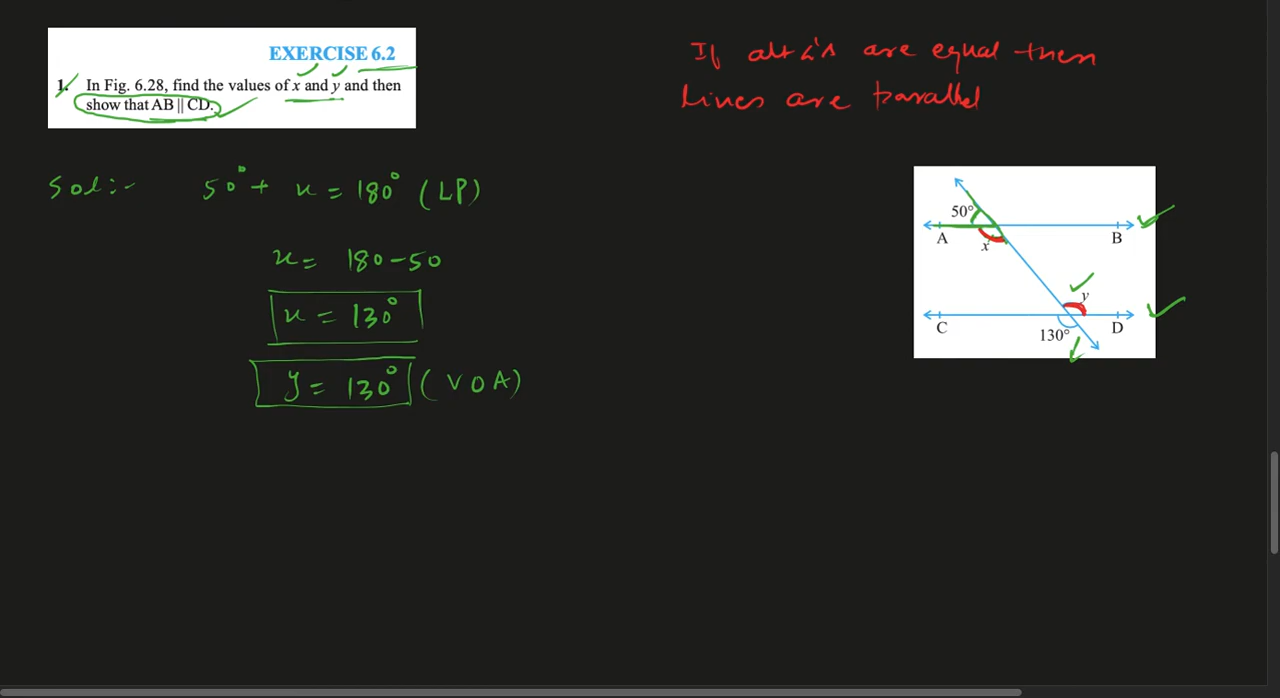 EXERCISE 6.2
1. In Fig. 6.28, find the values of x and y and then
show that AB || CD.
If alt ∠'s are equal then
lines are parallel
Sol:-
50° + x = 180° (LP)
x = 180-50
x = 130°
y = 130° (VOA)
50°
A
B
x
y
C
130°
D